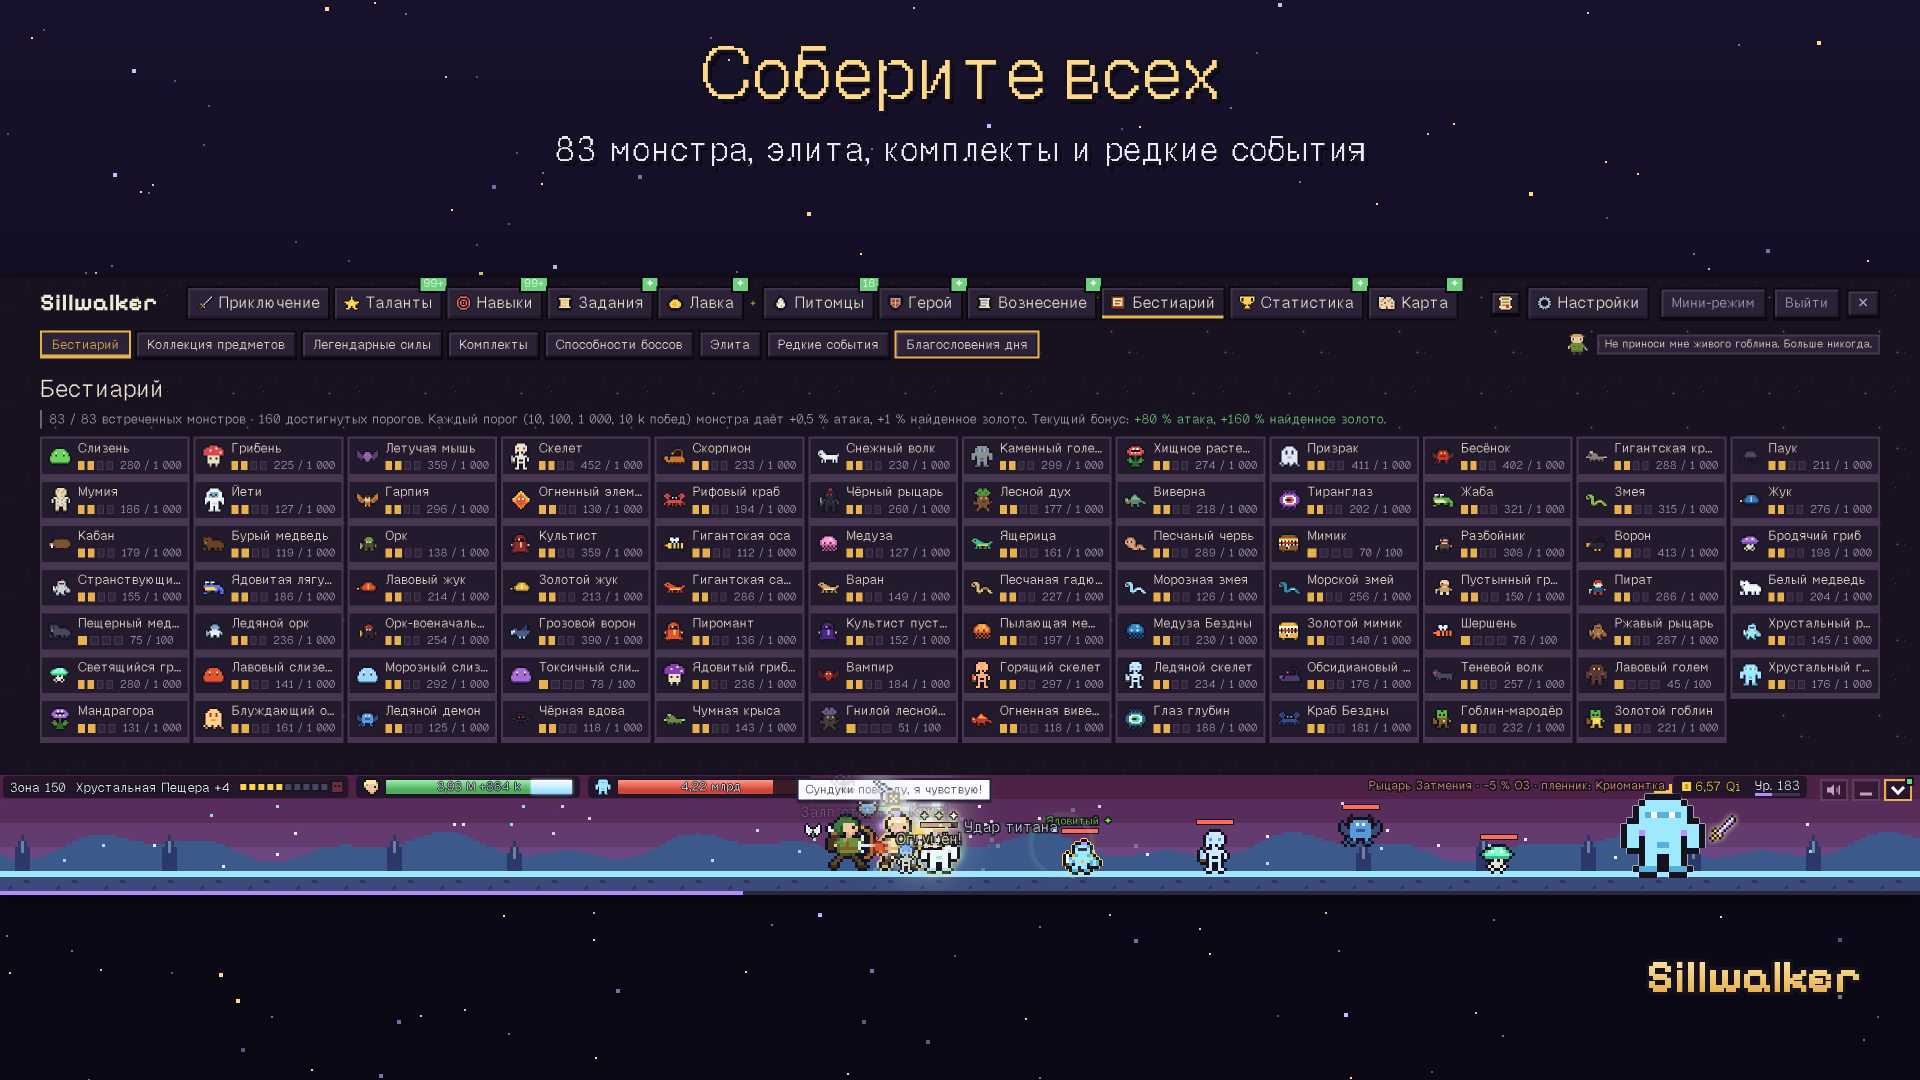 Соберите всех
83 монстра, элита, комплекты и редкие события
99+ 99+ 16
Sillwalker Приключение Таланты Навыки Задания Лавка Питомцы Герой Вознесение Бестиарий Статистика Карта Настройки Мини-режим Выйти ×
Бестиарий Коллекция предметов Легендарные силы Комплекты Способности боссов Элита Редкие события Благословения дня Не приноси мне живого гоблина. Больше никогда.
Бестиарий
83 / 83 встреченных монстров · 160 достигнутых порогов. Каждый порог (10, 100, 1 000, 10 k побед) монстра даёт +0,5 % атака, +1 % найденное золото. Текущий бонус: +80 % атака, +160 % найденное золото.
Слизень Грибень Летучая мышь Скелет Скорпион Снежный волк Каменный голе… Хищное расте… Призрак Бесёнок Гигантская кр… Паук
280 / 1 000 225 / 1 000 359 / 1 000 452 / 1 000 233 / 1 000 230 / 1 000 299 / 1 000 274 / 1 000 411 / 1 000 402 / 1 000 288 / 1 000 211 / 1 000
Мумия Йети Гарпия Огненный элем… Рифовый краб Чёрный рыцарь Лесной дух Виверна Тиранглаз Жаба Змея Жук
186 / 1 000 127 / 1 000 296 / 1 000 130 / 1 000 194 / 1 000 260 / 1 000 177 / 1 000 218 / 1 000 202 / 1 000 321 / 1 000 315 / 1 000 276 / 1 000
Кабан Бурый медведь Орк Культист Гигантская оса Медуза Ящерица Песчаный червь Мимик Разбойник Ворон Бродячий гриб
179 / 1 000 119 / 1 000 138 / 1 000 359 / 1 000 112 / 1 000 127 / 1 000 161 / 1 000 289 / 1 000 70 / 100 308 / 1 000 413 / 1 000 198 / 1 000
Странствующи… Ядовитая лягу… Лавовый жук Золотой жук Гигантская са… Варан Песчаная гадю… Морозная змея Морской змей Пустынный гр… Пират Белый медведь
155 / 1 000 186 / 1 000 214 / 1 000 213 / 1 000 286 / 1 000 149 / 1 000 227 / 1 000 126 / 1 000 256 / 1 000 150 / 1 000 286 / 1 000 204 / 1 000
Пещерный мед… Ледяной орк Орк-военачаль… Грозовой ворон Пиромант Культист пуст… Пылающая ме… Медуза Бездны Золотой мимик Шершень Ржавый рыцарь Хрустальный р…
75 / 100 236 / 1 000 254 / 1 000 390 / 1 000 136 / 1 000 152 / 1 000 197 / 1 000 230 / 1 000 140 / 1 000 78 / 100 287 / 1 000 145 / 1 000
Светящийся гр… Лавовый слизе… Морозный слиз… Токсичный сли… Ядовитый гриб… Вампир Горящий скелет Ледяной скелет Обсидиановый … Теневой волк Лавовый голем Хрустальный г…
280 / 1 000 141 / 1 000 292 / 1 000 78 / 100 236 / 1 000 184 / 1 000 297 / 1 000 234 / 1 000 176 / 1 000 257 / 1 000 45 / 100 176 / 1 000
Мандрагора Блуждающий о… Ледяной демон Чёрная вдова Чумная крыса Гнилой лесной… Огненная виве… Глаз глубин Краб Бездны Гоблин-мародёр Золотой гоблин
131 / 1 000 161 / 1 000 125 / 1 000 118 / 1 000 143 / 1 000 51 / 100 118 / 1 000 188 / 1 000 181 / 1 000 232 / 1 000 221 / 1 000
Зона 150 Хрустальная Пещера +4 3,93 M +864 k 4,22 млрд Рыцарь Затмения · -5 % ОЗ · пленник: Криомантка 6,57 Qi Ур. 183
Сундуки повсюду, я чувствую!
Залп
Ядовитый
Удар титана
Оглушён!
Sillwalker